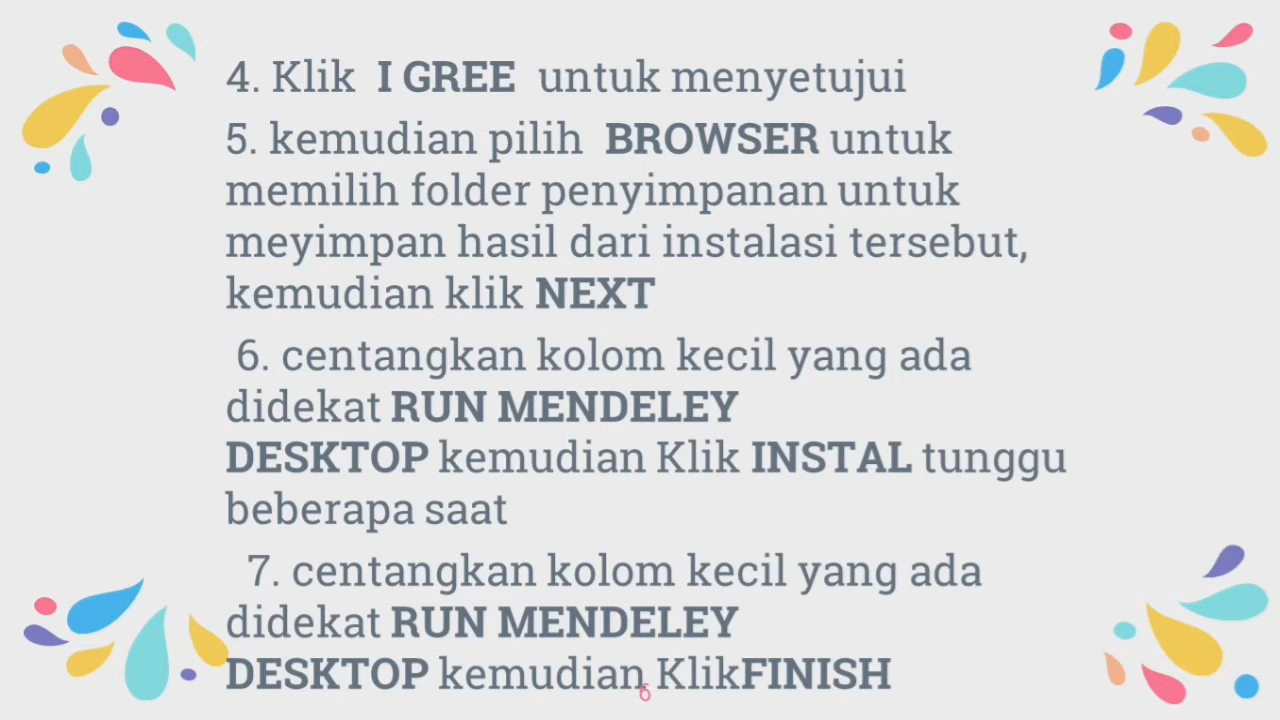 4. Klik I GREE untuk menyetujui
5. kemudian pilih BROWSER untuk
memilih folder penyimpanan untuk
meyimpan hasil dari instalasi tersebut,
kemudian klik NEXT
6. centangkan kolom kecil yang ada
didekat RUN MENDELEY
DESKTOP kemudian Klik INSTAL tunggu
beberapa saat
7. centangkan kolom kecil yang ada
didekat RUN MENDELEY
DESKTOP kemudian KlikFINISH
6